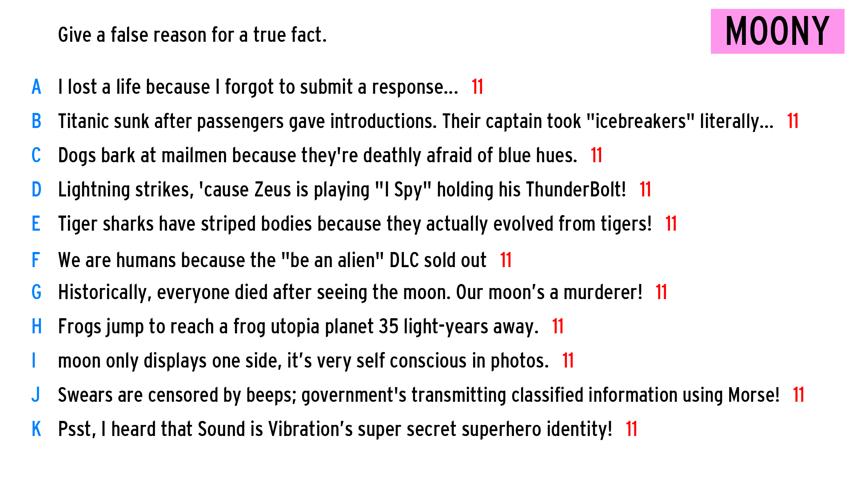 Give a false reason for a true fact.
MOONY
A I lost a life because I forgot to submit a response... 11
B Titanic sunk after passengers gave introductions. Their captain took "icebreakers" literally... 11
C Dogs bark at mailmen because they're deathly afraid of blue hues. 11
D Lightning strikes, 'cause Zeus is playing "I Spy" holding his ThunderBolt! 11
E Tiger sharks have striped bodies because they actually evolved from tigers! 11
F We are humans because the "be an alien" DLC sold out 11
G Historically, everyone died after seeing the moon. Our moon’s a murderer! 11
H Frogs jump to reach a frog utopia planet 35 light-years away. 11
I moon only displays one side, it’s very self conscious in photos. 11
J Swears are censored by beeps; government's transmitting classified information using Morse! 11
K Psst, I heard that Sound is Vibration’s super secret superhero identity! 11